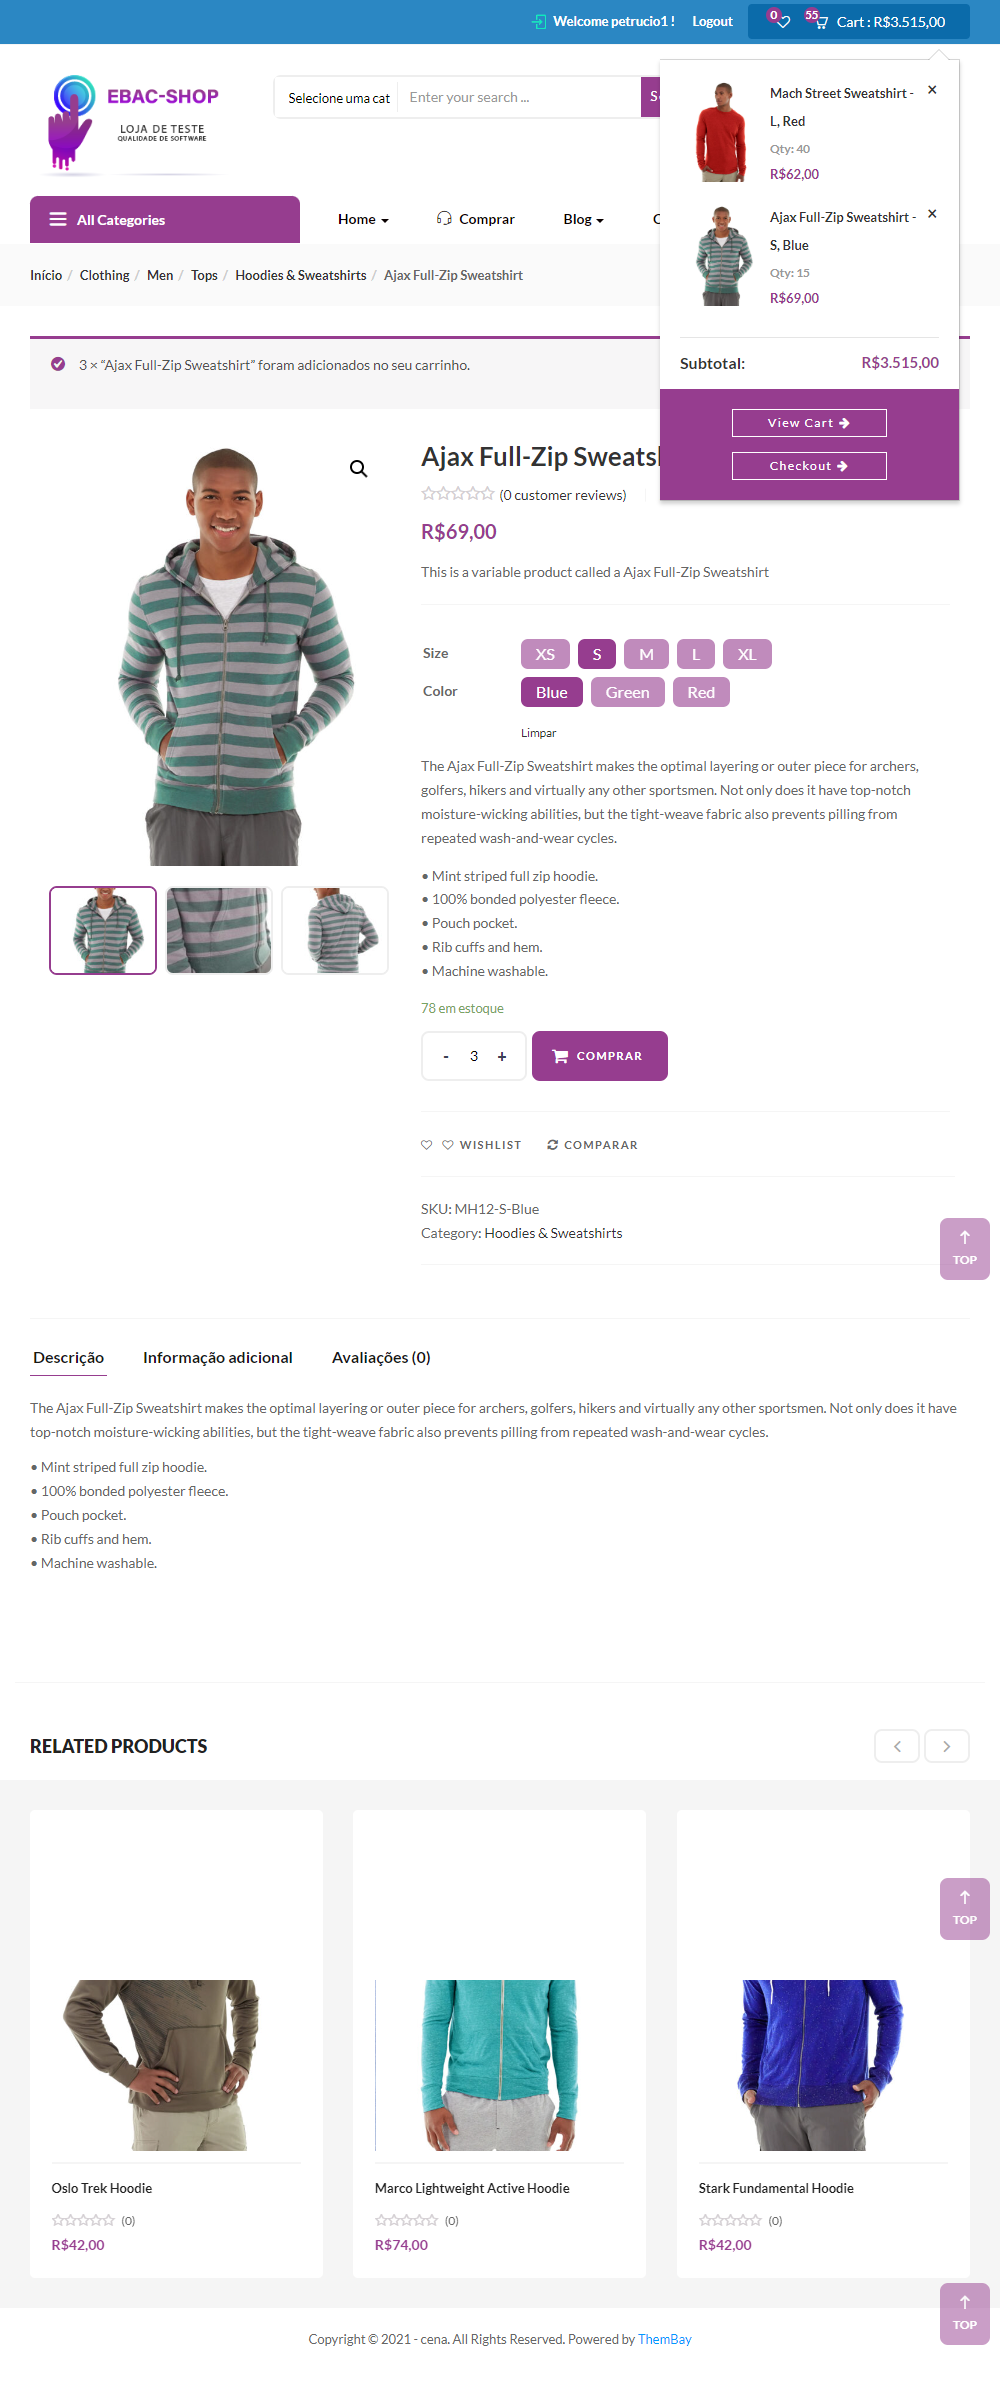 Welcome petrucio1 !
Logout
0
55
Cart : R$3.515,00
EBAC-SHOP
LOJA DE TESTE
QUALIDADE DE SOFTWARE
Selecione uma cat
Enter your search ...
Mach Street Sweatshirt -
L, Red
×
Qty: 40
R$62,00
Ajax Full-Zip Sweatshirt -
S, Blue
×
Qty: 15
R$69,00
Subtotal:
R$3.515,00
View Cart
Checkout
All Categories
Home
Comprar
Blog
Início / Clothing / Men / Tops / Hoodies & Sweatshirts / Ajax Full-Zip Sweatshirt
3 × “Ajax Full-Zip Sweatshirt” foram adicionados no seu carrinho.
Ajax Full-Zip Sweats
(0 customer reviews)
R$69,00
This is a variable product called a Ajax Full-Zip Sweatshirt
Size
XS
S
M
L
XL
Color
Blue
Green
Red
Limpar
The Ajax Full-Zip Sweatshirt makes the optimal layering or outer piece for archers,
golfers, hikers and virtually any other sportsmen. Not only does it have top-notch
moisture-wicking abilities, but the tight-weave fabric also prevents pilling from
repeated wash-and-wear cycles.
• Mint striped full zip hoodie.
• 100% bonded polyester fleece.
• Pouch pocket.
• Rib cuffs and hem.
• Machine washable.
78 em estoque
- 3 +
COMPRAR
WISHLIST
COMPARAR
SKU: MH12-S-Blue
Category: Hoodies & Sweatshirts
TOP
Descrição
Informação adicional
Avaliações (0)
The Ajax Full-Zip Sweatshirt makes the optimal layering or outer piece for archers, golfers, hikers and virtually any other sportsmen. Not only does it have
top-notch moisture-wicking abilities, but the tight-weave fabric also prevents pilling from repeated wash-and-wear cycles.
• Mint striped full zip hoodie.
• 100% bonded polyester fleece.
• Pouch pocket.
• Rib cuffs and hem.
• Machine washable.
RELATED PRODUCTS
TOP
Oslo Trek Hoodie
(0)
R$42,00
Marco Lightweight Active Hoodie
(0)
R$74,00
Stark Fundamental Hoodie
(0)
R$42,00
TOP
Copyright © 2021 - cena. All Rights Reserved. Powered by ThemBay